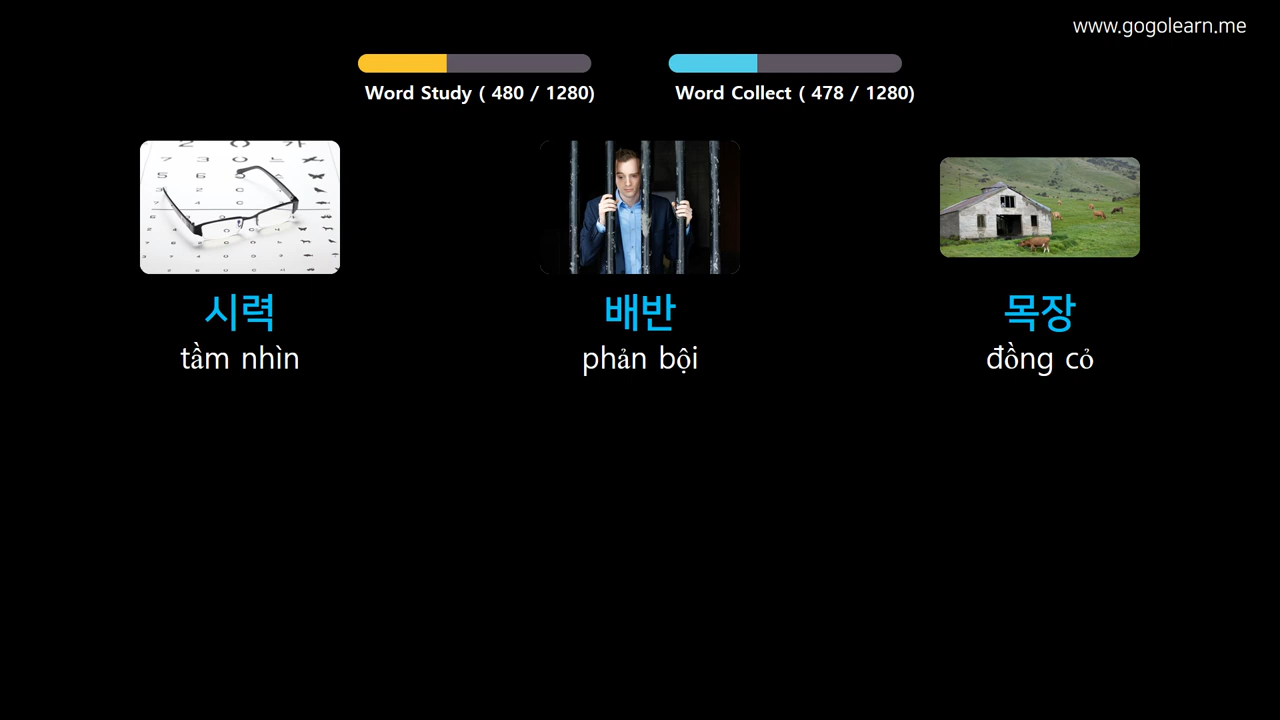 www.gogolearn.me
Word Study ( 480 / 1280)
Word Collect ( 478 / 1280)
시력
배반
목장
tầm nhìn
phản bội
đồng cỏ